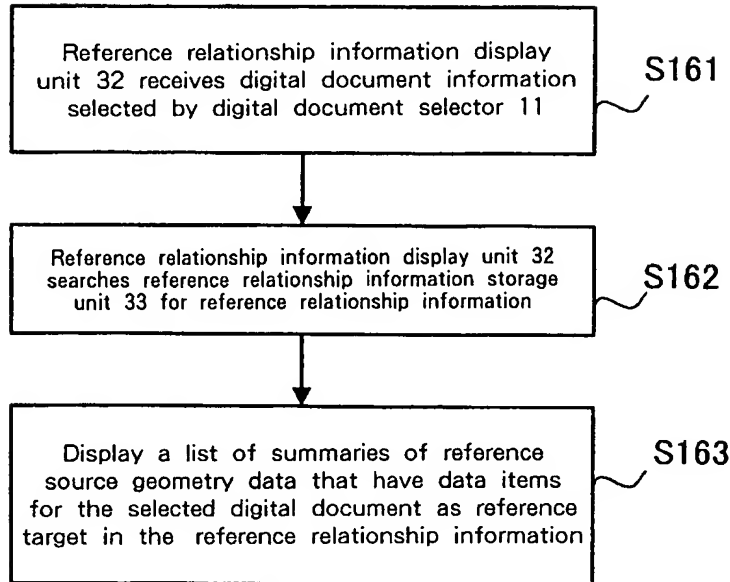 Reference relationship information display
unit 32 receives digital document information
selected by digital document selector 11
S161
Reference relationship information display unit 32
searches reference relationship information storage
unit 33 for reference relationship information
S162
Display a list of summaries of reference
source geometry data that have data items
for the selected digital document as reference
target in the reference relationship information
S163